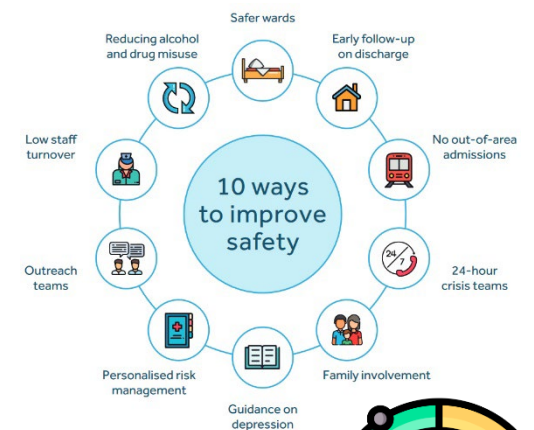 Safer wards
Early follow-up
on discharge
No out-of-area
admissions
24-hour
crisis teams
Family involvement
Guidance on
depression
Personalised risk
management
Outreach
teams
Low staff
turnover
Reducing alcohol
and drug misuse
10 ways
to improve
safety
24/7